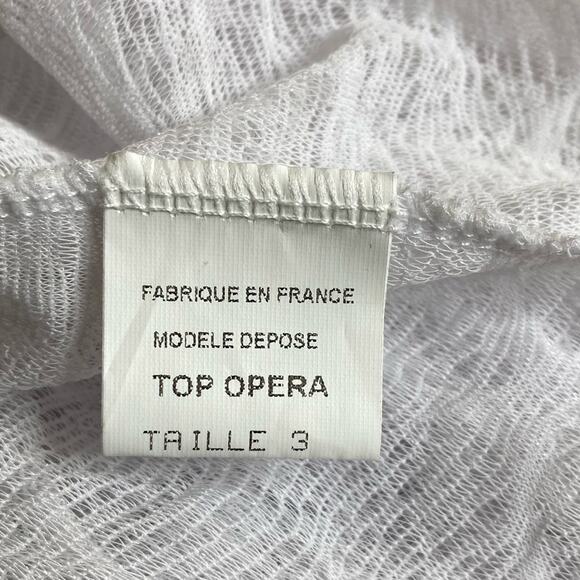 FABRIQUE EN FRANCE
MODELE DEPOSE
TOP OPERA
TAILLE 3